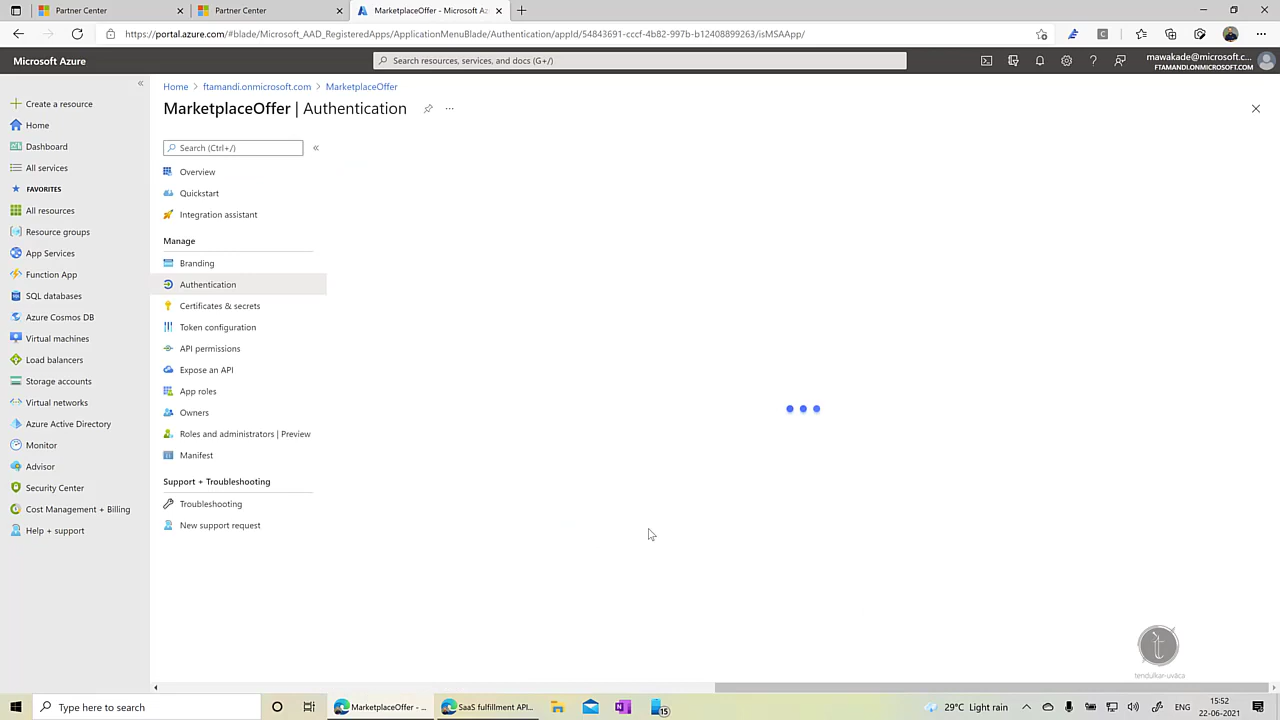 Partner Center
Partner Center
MarketplaceOffer - Microsoft Az
https://portal.azure.com/#blade/Microsoft_AAD_RegisteredApps/ApplicationMenuBlade/Authentication/appId/54843691-cccf-4b82-997b-b12408899263/isMSAApp/
Microsoft Azure
Search resources, services, and docs (G+/)
mawakade@microsoft.c...
FTAMANDI.ONMICROSOFT.COM
Create a resource
Home
Dashboard
All services
FAVORITES
All resources
Resource groups
App Services
Function App
SQL databases
Azure Cosmos DB
Virtual machines
Load balancers
Storage accounts
Virtual networks
Azure Active Directory
Monitor
Advisor
Security Center
Cost Management + Billing
Help + support
Home > ftamandi.onmicrosoft.com > MarketplaceOffer
MarketplaceOffer | Authentication
Search (Ctrl+/)
Overview
Quickstart
Integration assistant
Manage
Branding
Authentication
Certificates & secrets
Token configuration
API permissions
Expose an API
App roles
Owners
Roles and administrators | Preview
Manifest
Support + Troubleshooting
Troubleshooting
New support request
tendulkar-uvāca
Type here to search
MarketplaceOffer - ...
SaaS fulfillment API...
15
29°C Light rain
ENG
15:52
22-06-2021